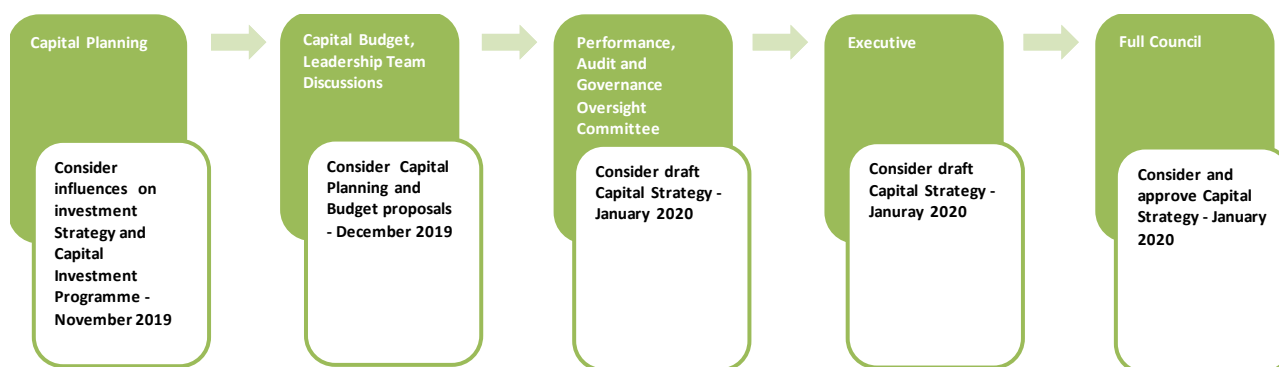 Capital Planning
Consider
influences on
investment
Strategy and
Capital
Investment
Programme -
November 2019
Capital Budget,
Leadership Team
Discussions
Consider Capital
Planning and
Budget proposals
- December 2019
Performance,
Audit and
Governance
Oversight
Committee
Consider draft
Capital Strategy -
January 2020
Executive
Consider draft
Capital Strategy -
Januray 2020
Full Council
Consider and
approve Capital
Strategy - January
2020